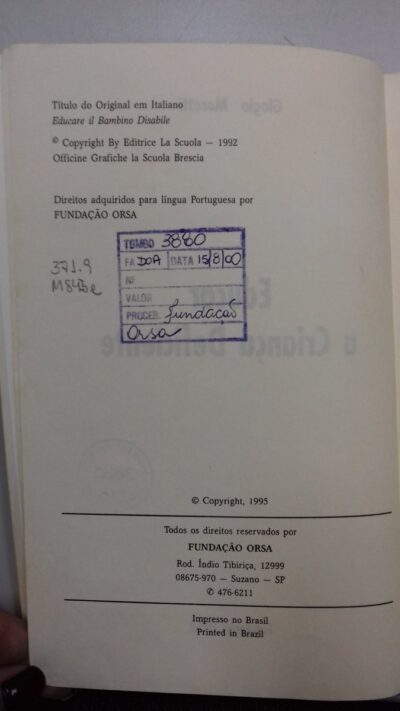 Título do Original em Italiano
Educare il Bambino Disabile
© Copyright By Editrice La Scuola — 1992
Officine Grafiche la Scuola Brescia
Direitos adquiridos para língua Portuguesa por
FUNDAÇÃO ORSA
371.9
M843e
TOMBO 3880
FA DOA DATA 15/8/00
NF
VALOR
PROCED. Fundação
Orsa
© Copyright, 1995
Todos os direitos reservados por
FUNDAÇÃO ORSA
Rod. Índio Tibiriça, 12999
08675-970 — Suzano — SP
✆ 476-6211
Impresso no Brasil
Printed in Brazil